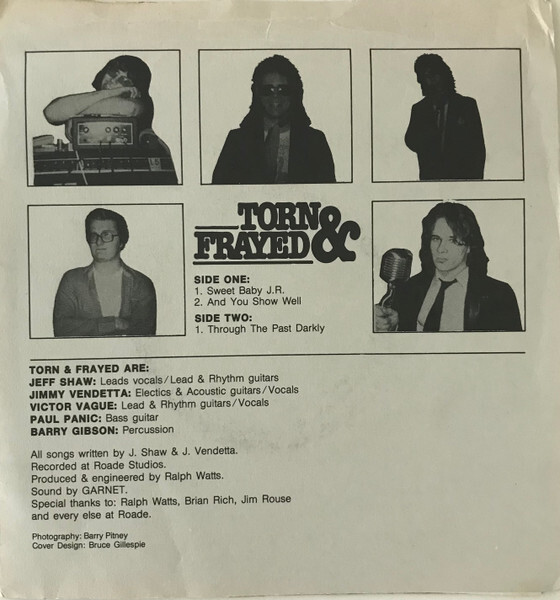 TORN &
FRAYED
SIDE ONE:
1. Sweet Baby J.R.
2. And You Show Well
SIDE TWO:
1. Through The Past Darkly
TORN & FRAYED ARE:
JEFF SHAW: Leads vocals/Lead & Rhythm guitars
JIMMY VENDETTA: Electics & Acoustic guitars/Vocals
VICTOR VAGUE: Lead & Rhythm guitars/Vocals
PAUL PANIC: Bass guitar
BARRY GIBSON: Percussion
All songs written by J. Shaw & J. Vendetta.
Recorded at Roade Studios.
Produced & engineered by Ralph Watts.
Sound by GARNET.
Special thanks to: Ralph Watts, Brian Rich, Jim Rouse
and every else at Roade.
Photography: Barry Pitney
Cover Design: Bruce Gillespie